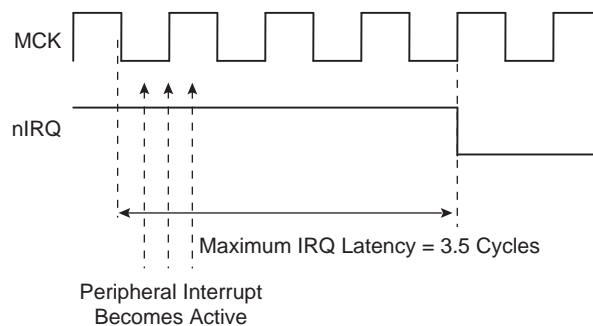 MCK
nIRQ
Maximum IRQ Latency = 3.5 Cycles
Peripheral Interrupt
Becomes Active